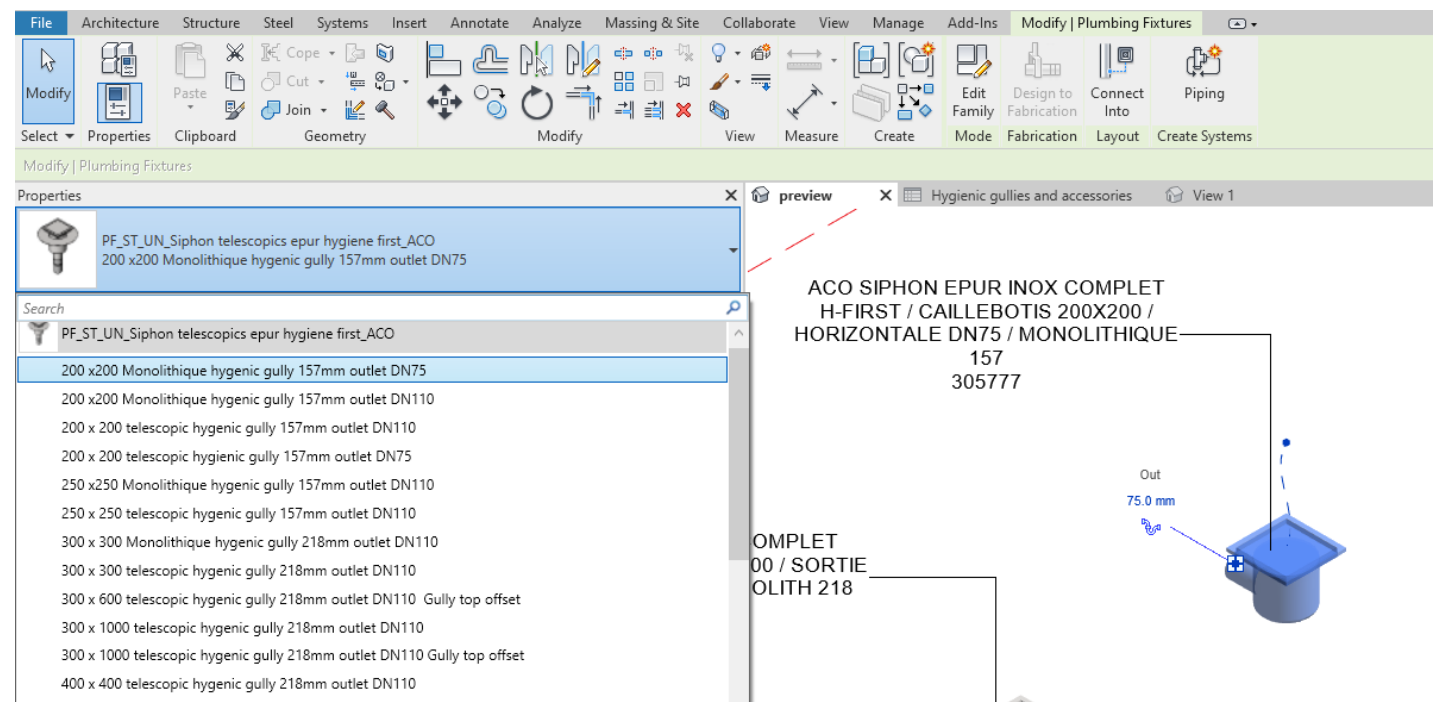 File Architecture Structure Steel Systems Insert Annotate Analyze Massing & Site Collaborate View Manage Add-Ins Modify | Plumbing Fixtures
Cope
Cut
Join
Modify
Paste
Edit Family
Design to Fabrication
Connect Into
Piping
Select Properties Clipboard Geometry Modify View Measure Create Mode Fabrication Layout Create Systems
Modify | Plumbing Fixtures
Properties
preview Hygienic gullies and accessories View 1
PF_ST_UN_Siphon telescopics epur hygiene first_ACO
200 x200 Monolithique hygenic gully 157mm outlet DN75
Search
PF_ST_UN_Siphon telescopics epur hygiene first_ACO
200 x200 Monolithique hygenic gully 157mm outlet DN75
200 x200 Monolithique hygenic gully 157mm outlet DN110
200 x 200 telescopic hygenic gully 157mm outlet DN110
200 x 200 telescopic hygienic gully 157mm outlet DN75
250 x250 Monolithique hygenic gully 157mm outlet DN110
250 x 250 telescopic hygenic gully 157mm outlet DN110
300 x 300 Monolithique hygenic gully 218mm outlet DN110
300 x 300 telescopic hygenic gully 218mm outlet DN110
300 x 600 telescopic hygenic gully 218mm outlet DN110 Gully top offset
300 x 1000 telescopic hygenic gully 218mm outlet DN110
300 x 1000 telescopic hygenic gully 218mm outlet DN110 Gully top offset
400 x 400 telescopic hygenic gully 218mm outlet DN110
ACO SIPHON EPUR INOX COMPLET
H-FIRST / CAILLEBOTIS 200X200 /
HORIZONTALE DN75 / MONOLITHIQUE
157
305777
Out
75.0 mm
OMPLET
00 / SORTIE
OLITH 218